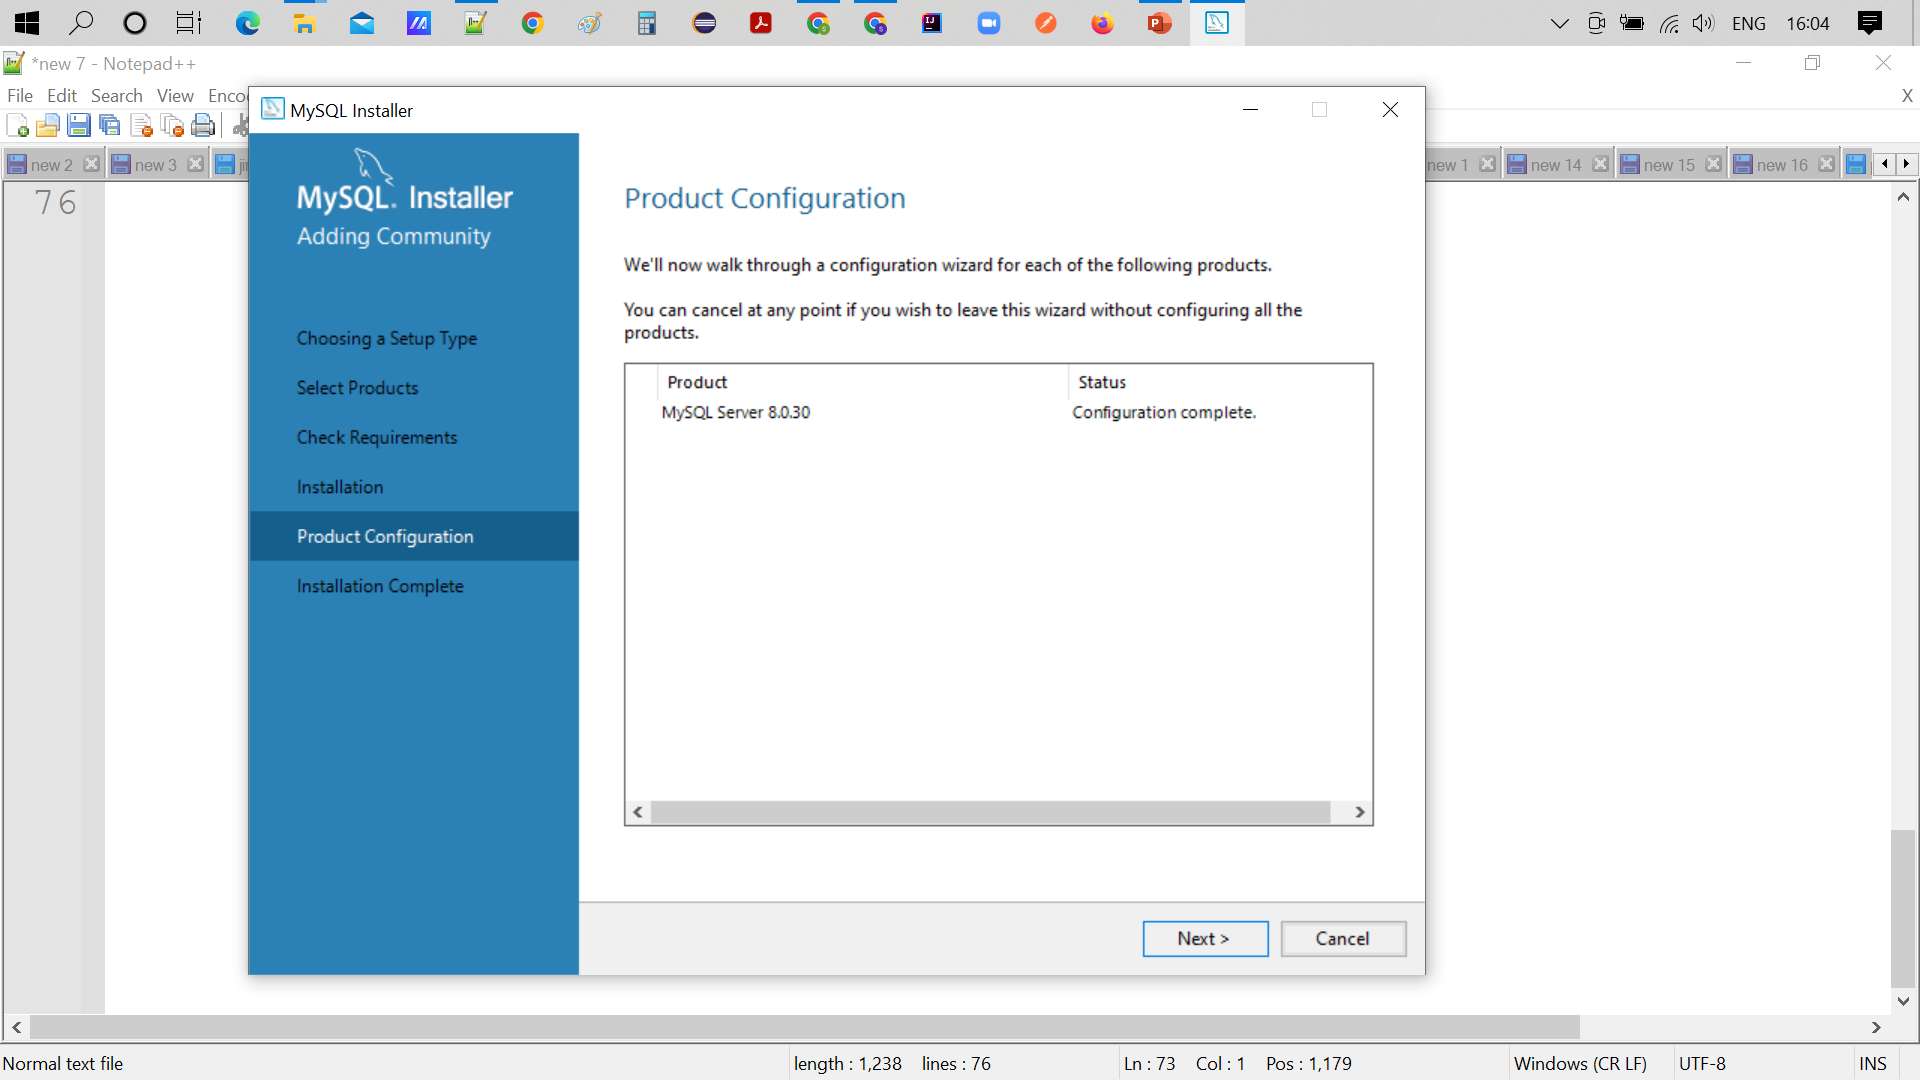 ENG 16:04
*new 7 - Notepad++
File Edit Search View
X
MySQL Installer
new 2 new 3
new 1 new 14 new 15 new 16
76
MySQL. Installer
Adding Community
Choosing a Setup Type
Select Products
Check Requirements
Installation
Product Configuration
Installation Complete
Product Configuration
We'll now walk through a configuration wizard for each of the following products.
You can cancel at any point if you wish to leave this wizard without configuring all the
products.
Product Status
MySQL Server 8.0.30 Configuration complete.
Next > Cancel
Normal text file length : 1,238 lines : 76 Ln : 73 Col : 1 Pos : 1,179 Windows (CR LF) UTF-8 INS